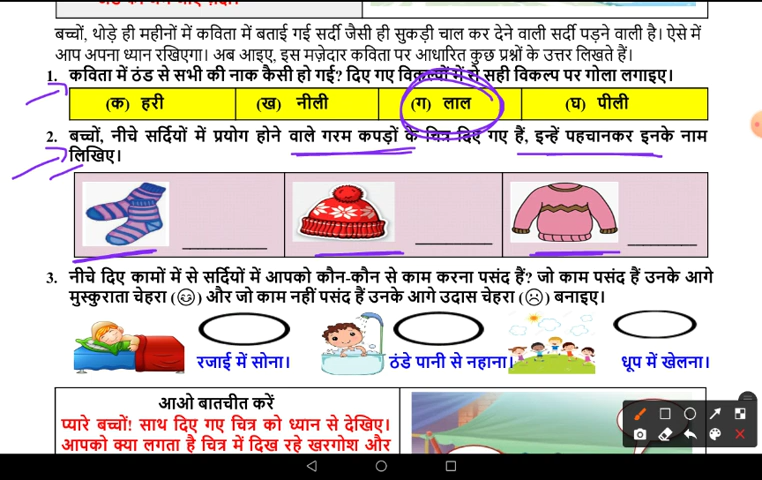 बच्चों, थोड़े ही महीनों में कविता में बताई गई सर्दी जैसी ही सुकड़ी चाल कर देने वाली सर्दी पड़ने वाली है। ऐसे में
आप अपना ध्यान रखिएगा। अब आइए, इस मज़ेदार कविता पर आधारित कुछ प्रश्नों के उत्तर लिखते हैं।
1. कविता में ठंड से सभी की नाक कैसी हो गई? दिए गए विकल्पों में से सही विकल्प पर गोला लगाइए।
(क) हरी (ख) नीली (ग) लाल (घ) पीली
2. बच्चों, नीचे सर्दियों में प्रयोग होने वाले गरम कपड़ों के चित्र दिए गए हैं, इन्हें पहचानकर इनके नाम
लिखिए।
3. नीचे दिए कामों में से सर्दियों में आपको कौन-कौन से काम करना पसंद हैं? जो काम पसंद हैं उनके आगे
मुस्कुराता चेहरा (☺) और जो काम नहीं पसंद हैं उनके आगे उदास चेहरा (☹) बनाइए।
रजाई में सोना। ठंडे पानी से नहाना। धूप में खेलना।
आओ बातचीत करें
प्यारे बच्चों! साथ दिए गए चित्र को ध्यान से देखिए।
आपको क्या लगता है चित्र में दिख रहे खरगोश और